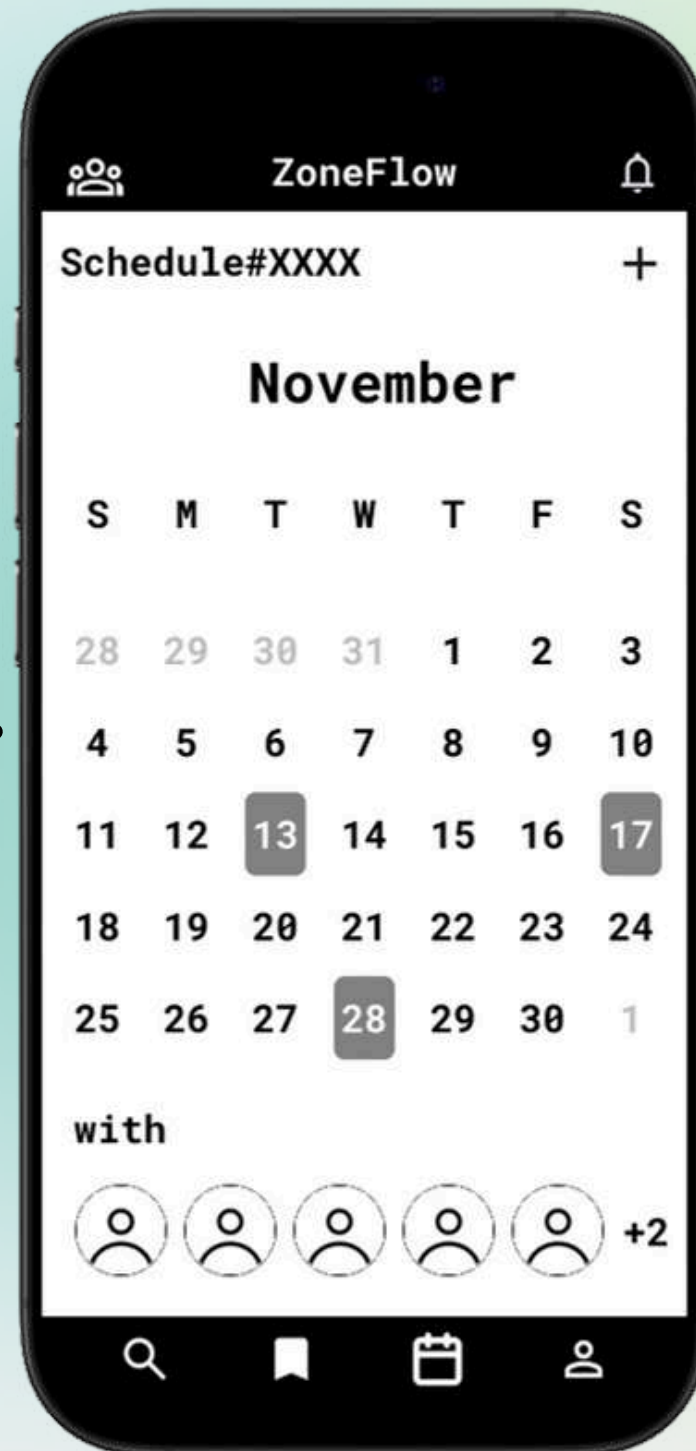 ZoneFlow
Schedule#XXXX +
November
S M T W T F S
28 29 30 31 1 2 3
4 5 6 7 8 9 10
11 12 13 14 15 16 17
18 19 20 21 22 23 24
25 26 27 28 29 30 1
with
+2